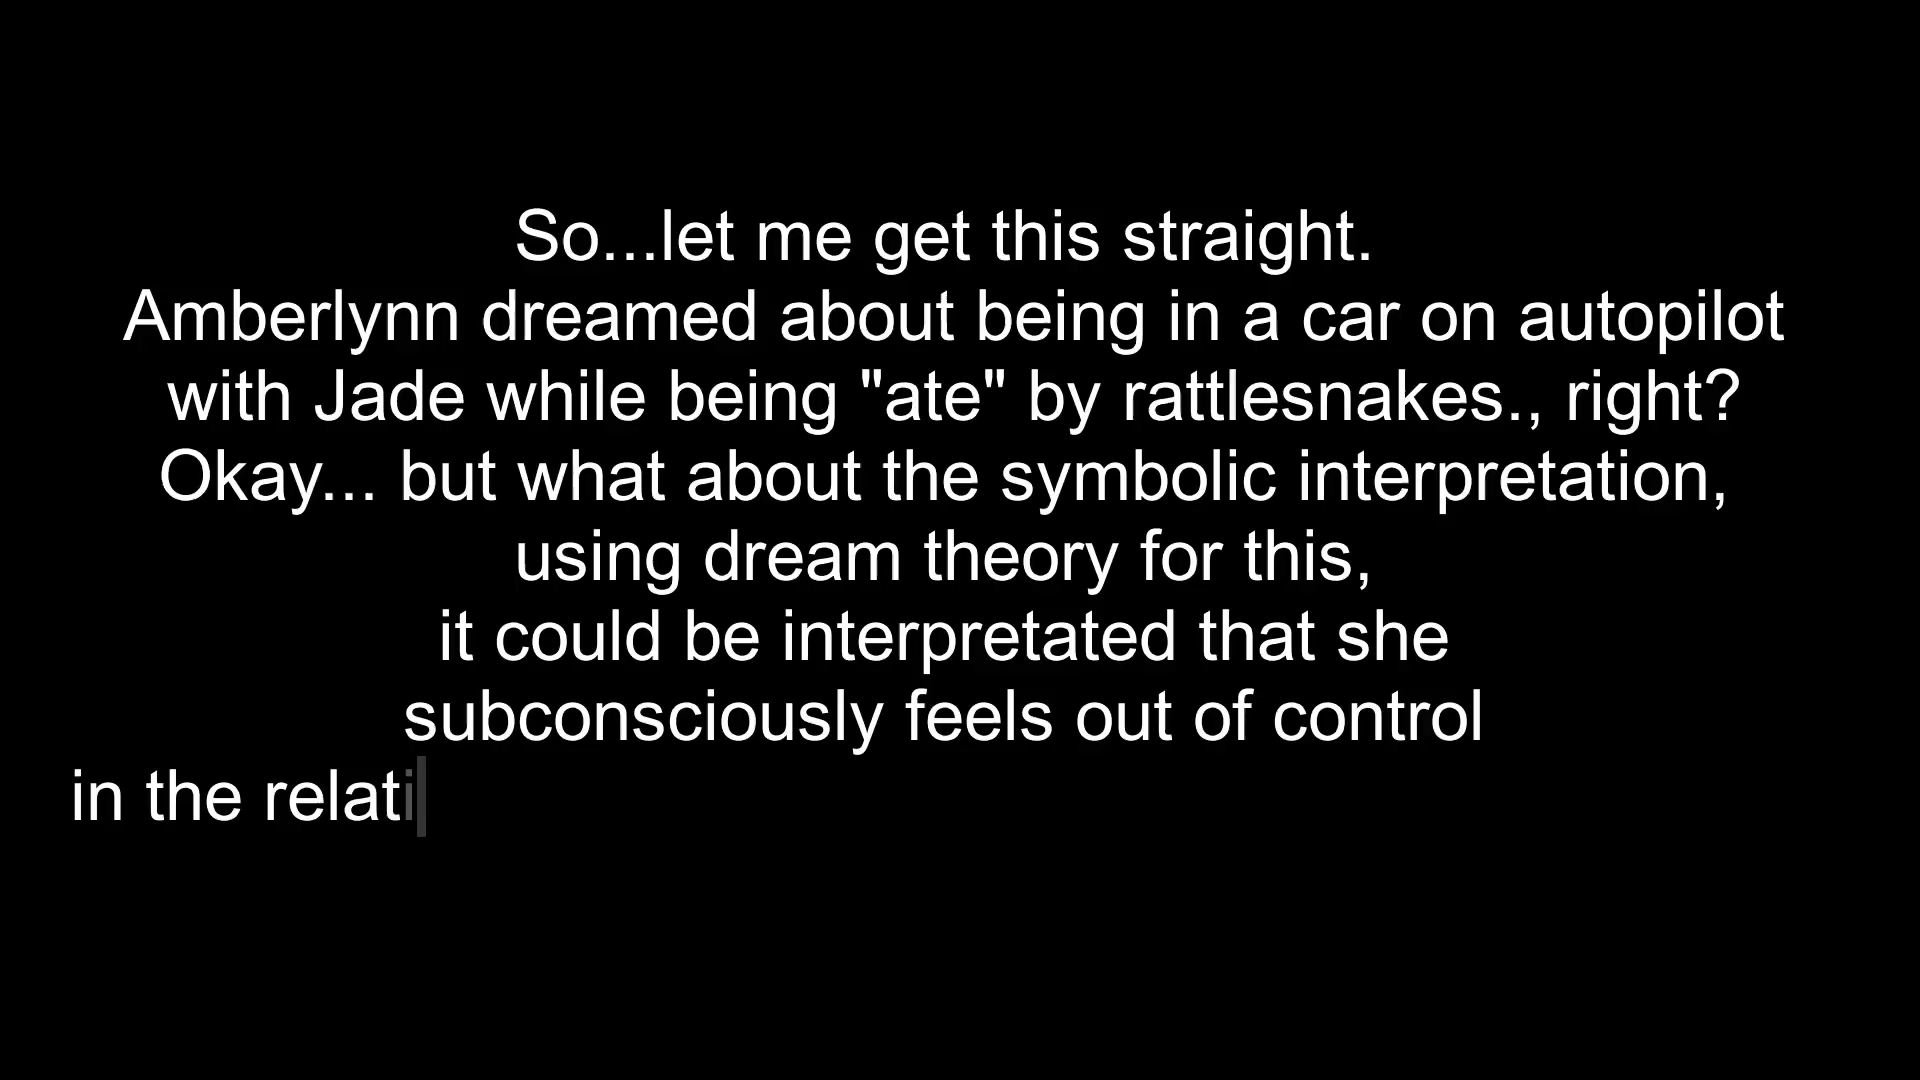 So...let me get this straight.
Amberlynn dreamed about being in a car on autopilot
with Jade while being "ate" by rattlesnakes., right?
Okay... but what about the symbolic interpretation,
using dream theory for this,
it could be interpretated that she
subconsciously feels out of control
in the relati